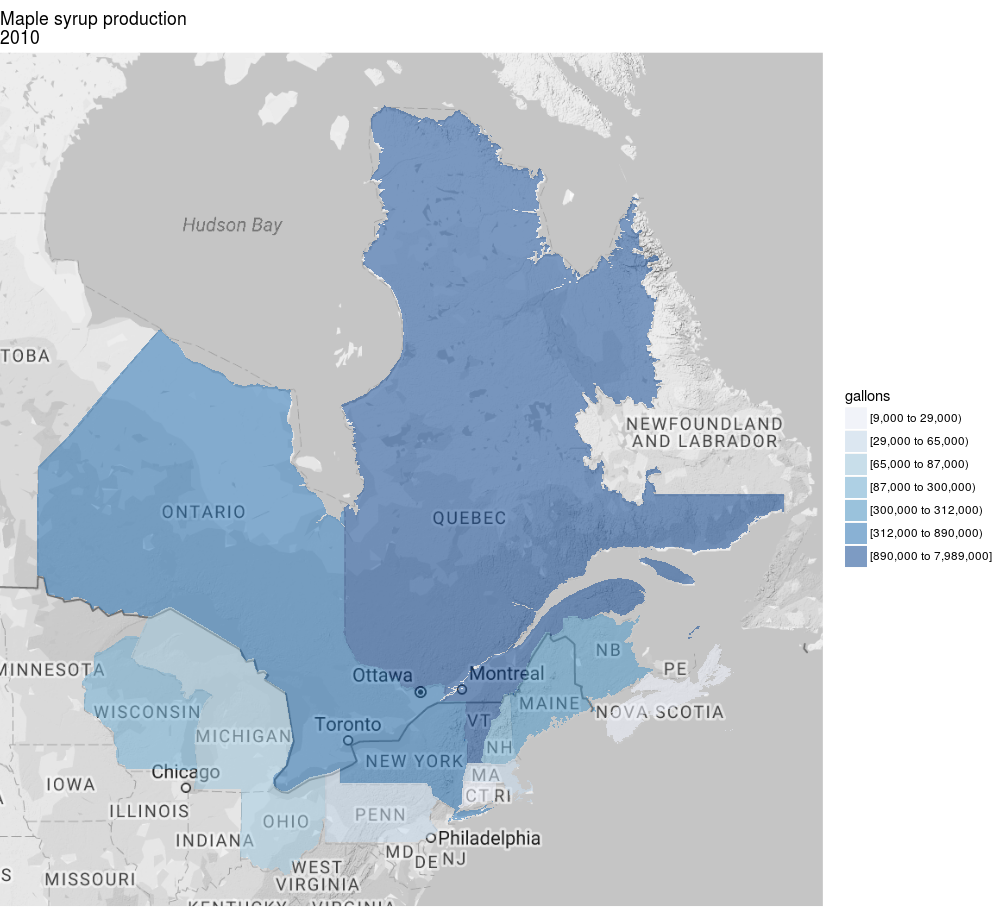 Maple syrup production
2010
Hudson Bay
TOBA
NEWFOUNDLAND
AND LABRADOR
ONTARIO
QUEBEC
gallons
[9,000 to 29,000)
[29,000 to 65,000)
[65,000 to 87,000)
[87,000 to 300,000)
[300,000 to 312,000)
[312,000 to 890,000)
[890,000 to 7,989,000]
MINNESOTA
NB
PE
Ottawa
Montreal
WISCONSIN
MAINE
NOVA SCOTIA
MICHIGAN
Toronto
VT
NH
NEW YORK
Chicago
MA
IOWA
CT RI
ILLINOIS
PENN
OHIO
INDIANA
Philadelphia
MD
DE
NJ
WEST
VIRGINIA
S
MISSOURI
KENTUCKY
VIRGINIA